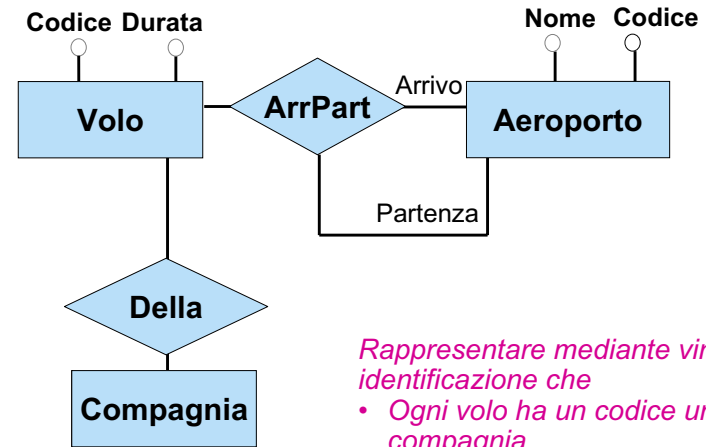 Codice Durata
Nome Codice
Volo
ArrPart
Arrivo
Aeroporto
Partenza
Della
Compagnia
Rappresentare mediante
identificazione che
• Ogni volo ha un codice
compagnia